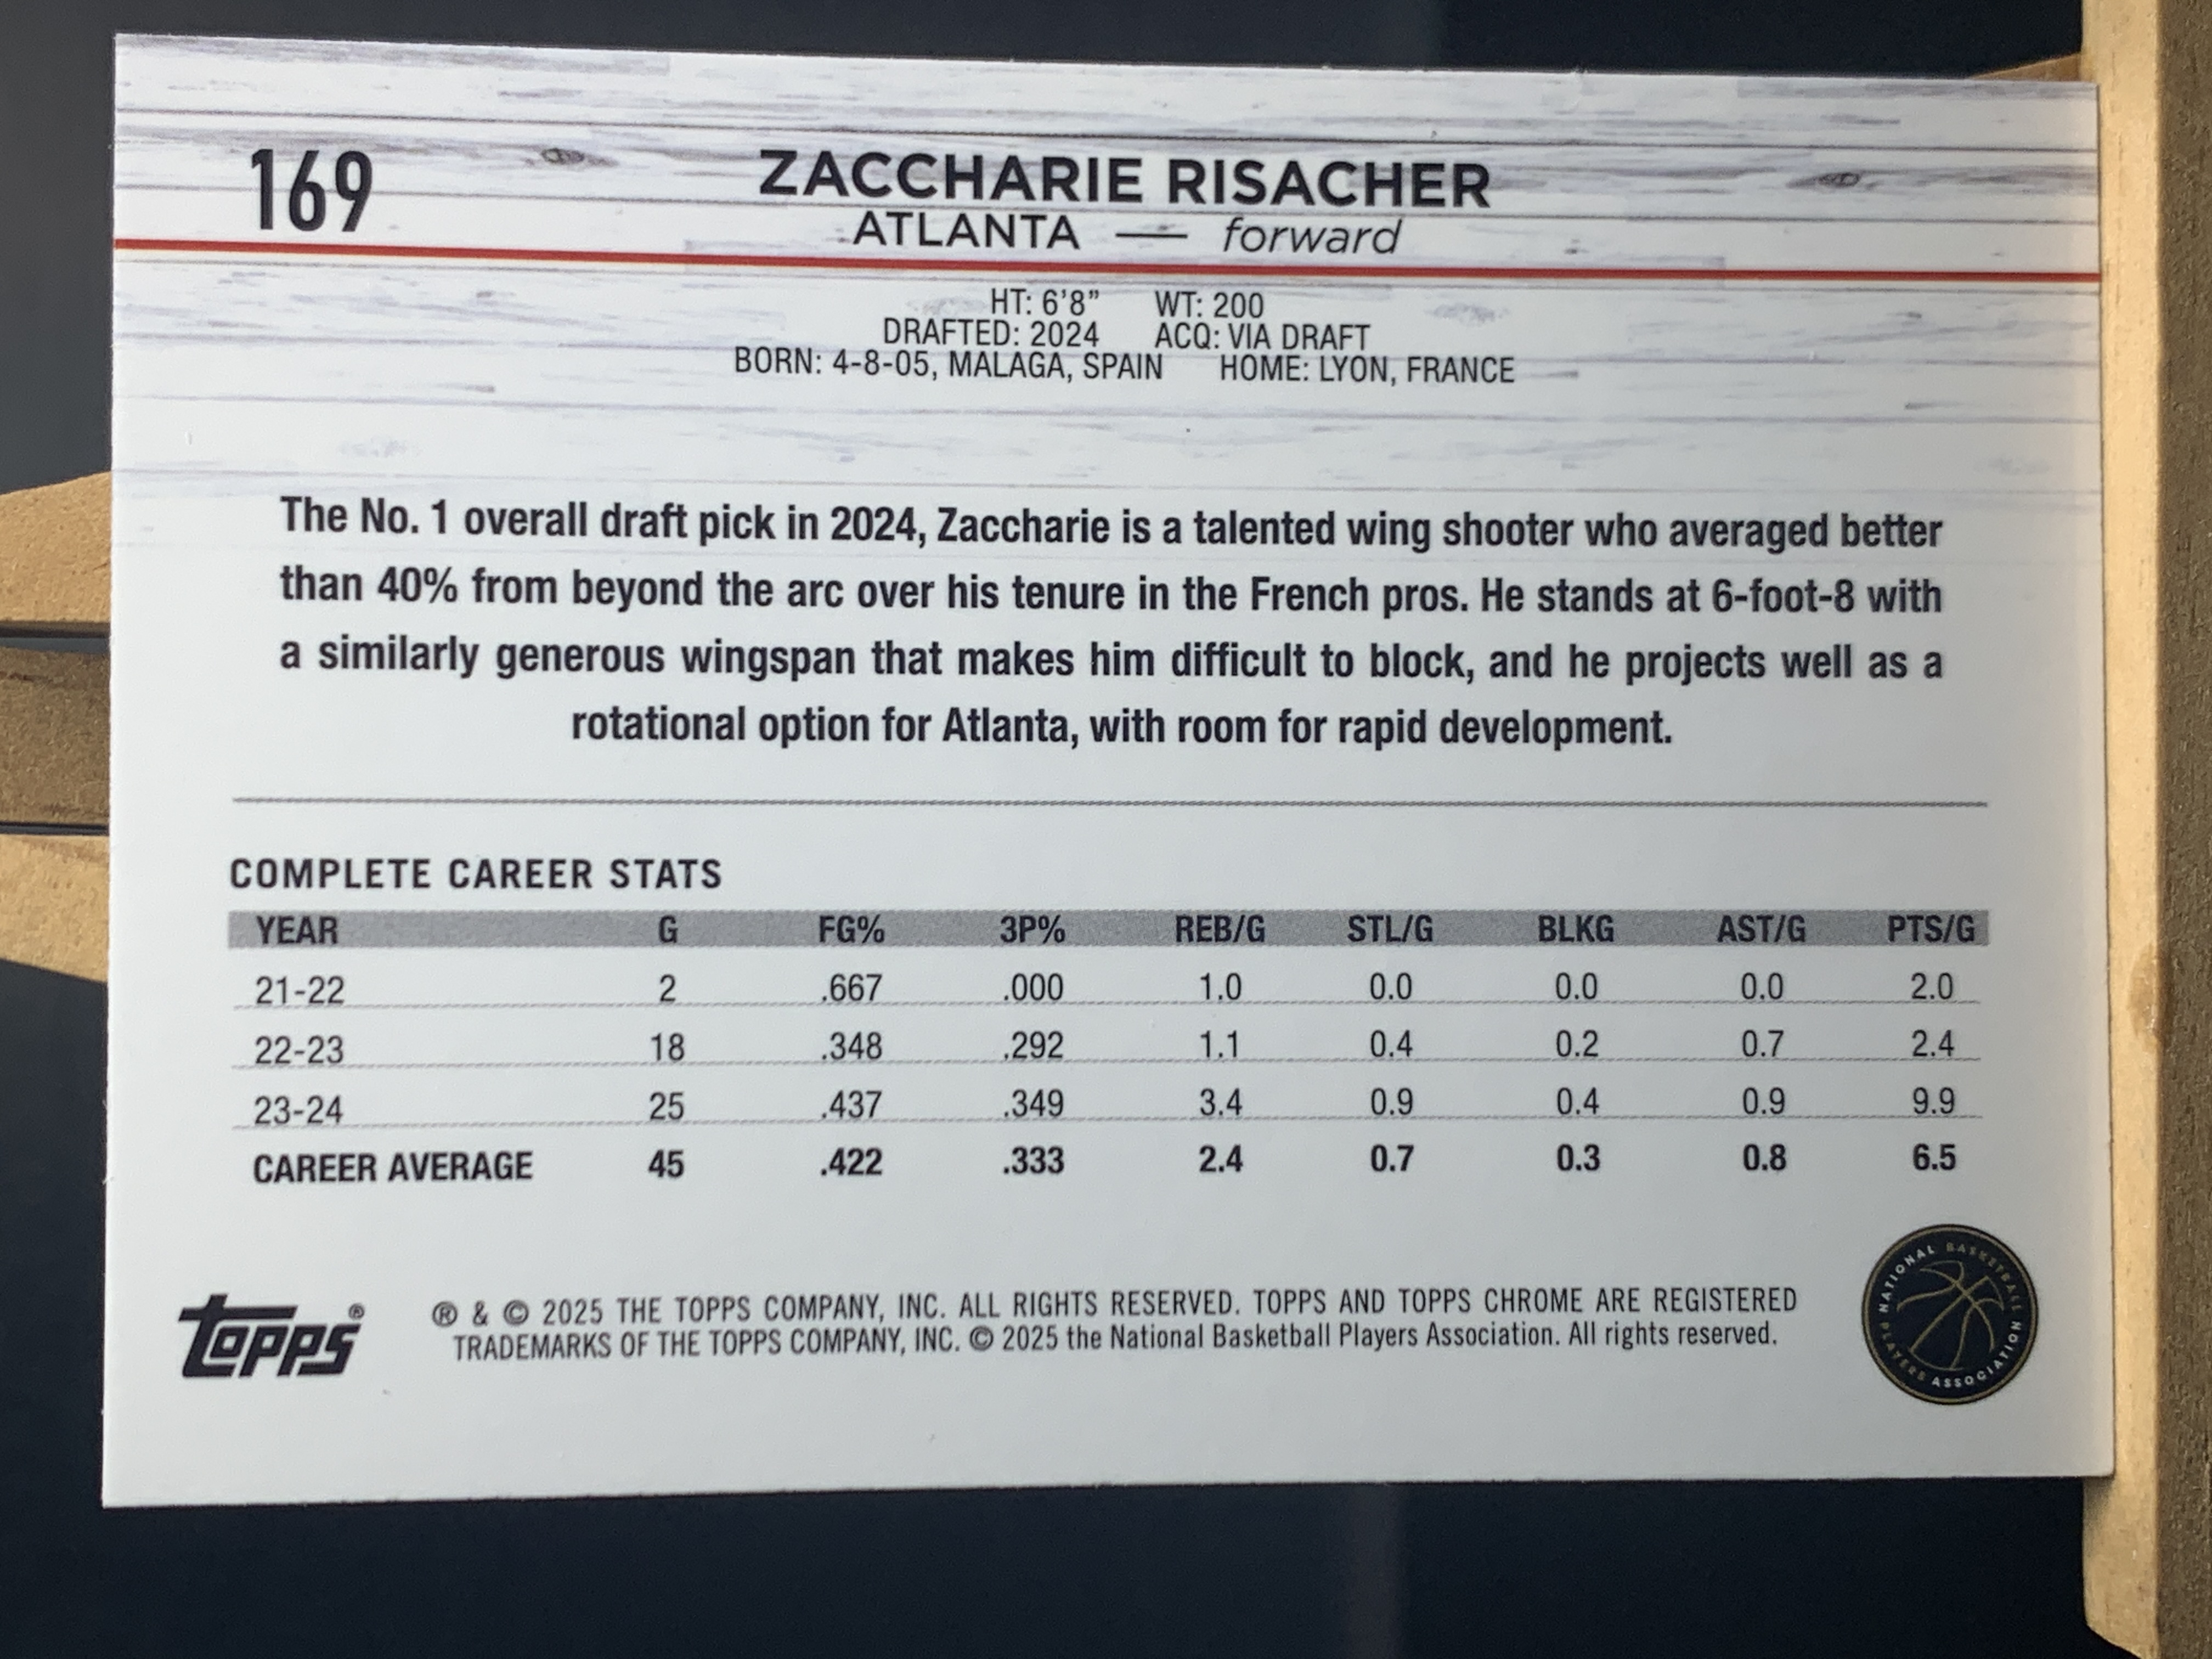 169
ZACCHARIE RISACHER
ATLANTA — forward
HT: 6'8” WT: 200
DRAFTED: 2024 ACQ: VIA DRAFT
BORN: 4-8-05, MALAGA, SPAIN HOME: LYON, FRANCE
The No. 1 overall draft pick in 2024, Zaccharie is a talented wing shooter who averaged better
than 40% from beyond the arc over his tenure in the French pros. He stands at 6-foot-8 with
a similarly generous wingspan that makes him difficult to block, and he projects well as a
rotational option for Atlanta, with room for rapid development.
COMPLETE CAREER STATS
YEAR G FG% 3P% REB/G STL/G BLKG AST/G PTS/G
21-22 2 .667 .000 1.0 0.0 0.0 0.0 2.0
22-23 18 .348 .292 1.1 0.4 0.2 0.7 2.4
23-24 25 .437 .349 3.4 0.9 0.4 0.9 9.9
CAREER AVERAGE 45 .422 .333 2.4 0.7 0.3 0.8 6.5
Topps®
® & © 2025 THE TOPPS COMPANY, INC. ALL RIGHTS RESERVED. TOPPS AND TOPPS CHROME ARE REGISTERED
TRADEMARKS OF THE TOPPS COMPANY, INC. © 2025 the National Basketball Players Association. All rights reserved.
NATIONAL BASKETBALL PLAYERS ASSOCIATION